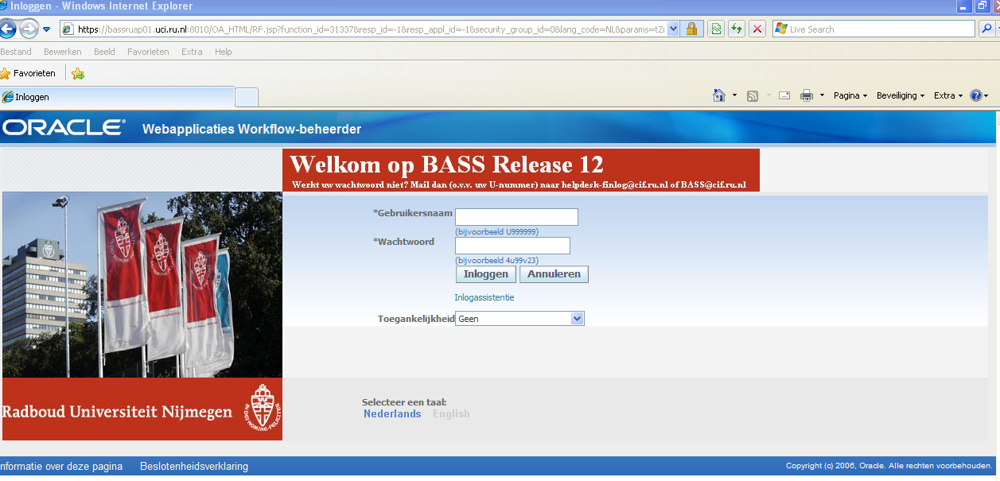 Inloggen - Windows Internet Explorer
https://bassruap01.uci.ru.nl:8010/OA_HTML/RF.jsp?function_id=31337&resp_id=-1&resp_appl_id=-1&security_group_id=0&lang_code=NL&params=tZ
Live Search
Bestand Bewerken Beeld Favorieten Extra Help
Favorieten
Inloggen
Pagina Beveiliging Extra
ORACLE® Webapplicaties Workflow-beheerder
Welkom op BASS Release 12
Werkt uw wachtwoord niet? Mail dan (o.v.v. uw U-nummer) naar helpdesk-finlog@cif.ru.nl of BASS@cif.ru.nl
*Gebruikersnaam
(bijvoorbeeld U999999)
*Wachtwoord
(bijvoorbeeld 4u99v23)
Inloggen Annuleren
Inlogassistentie
Toegankelijkheid Geen
Radboud Universiteit Nijmegen
Selecteer een taal:
Nederlands English
nformatie over deze pagina Beslotenheidsverklaring
Copyright (c) 2006, Oracle. Alle rechten voorbehouden.